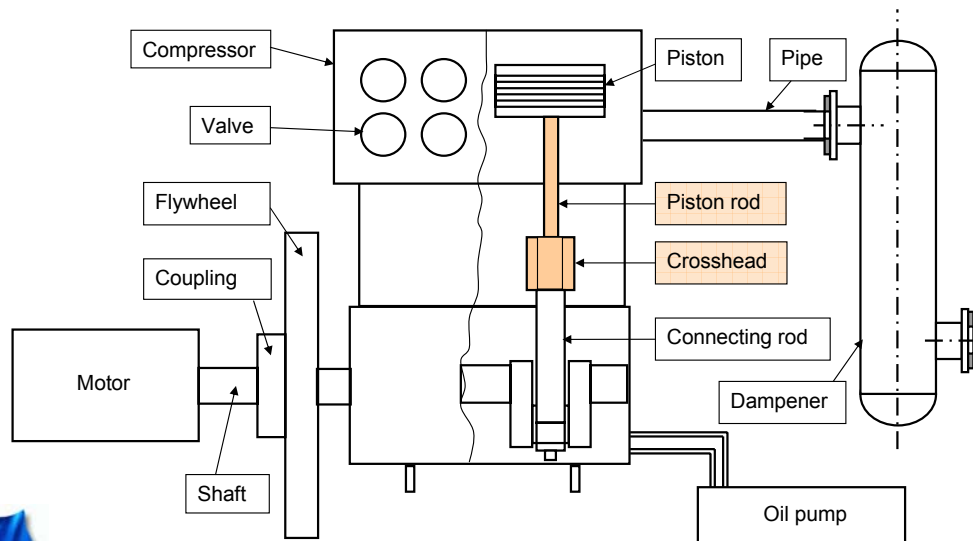 Compressor
Piston
Pipe
Valve
Flywheel
Piston rod
Crosshead
Coupling
Connecting rod
Motor
Dampener
Shaft
Oil pump